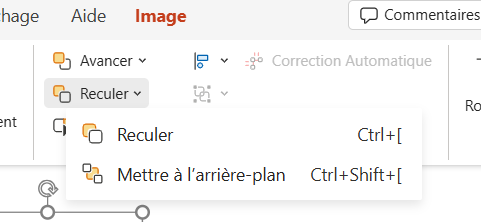 hage Aide Image Commentaires
Avancer Correction Automatique
Reculer Ro
ent
Reculer Ctrl+[
Mettre à l'arrière-plan Ctrl+Shift+[